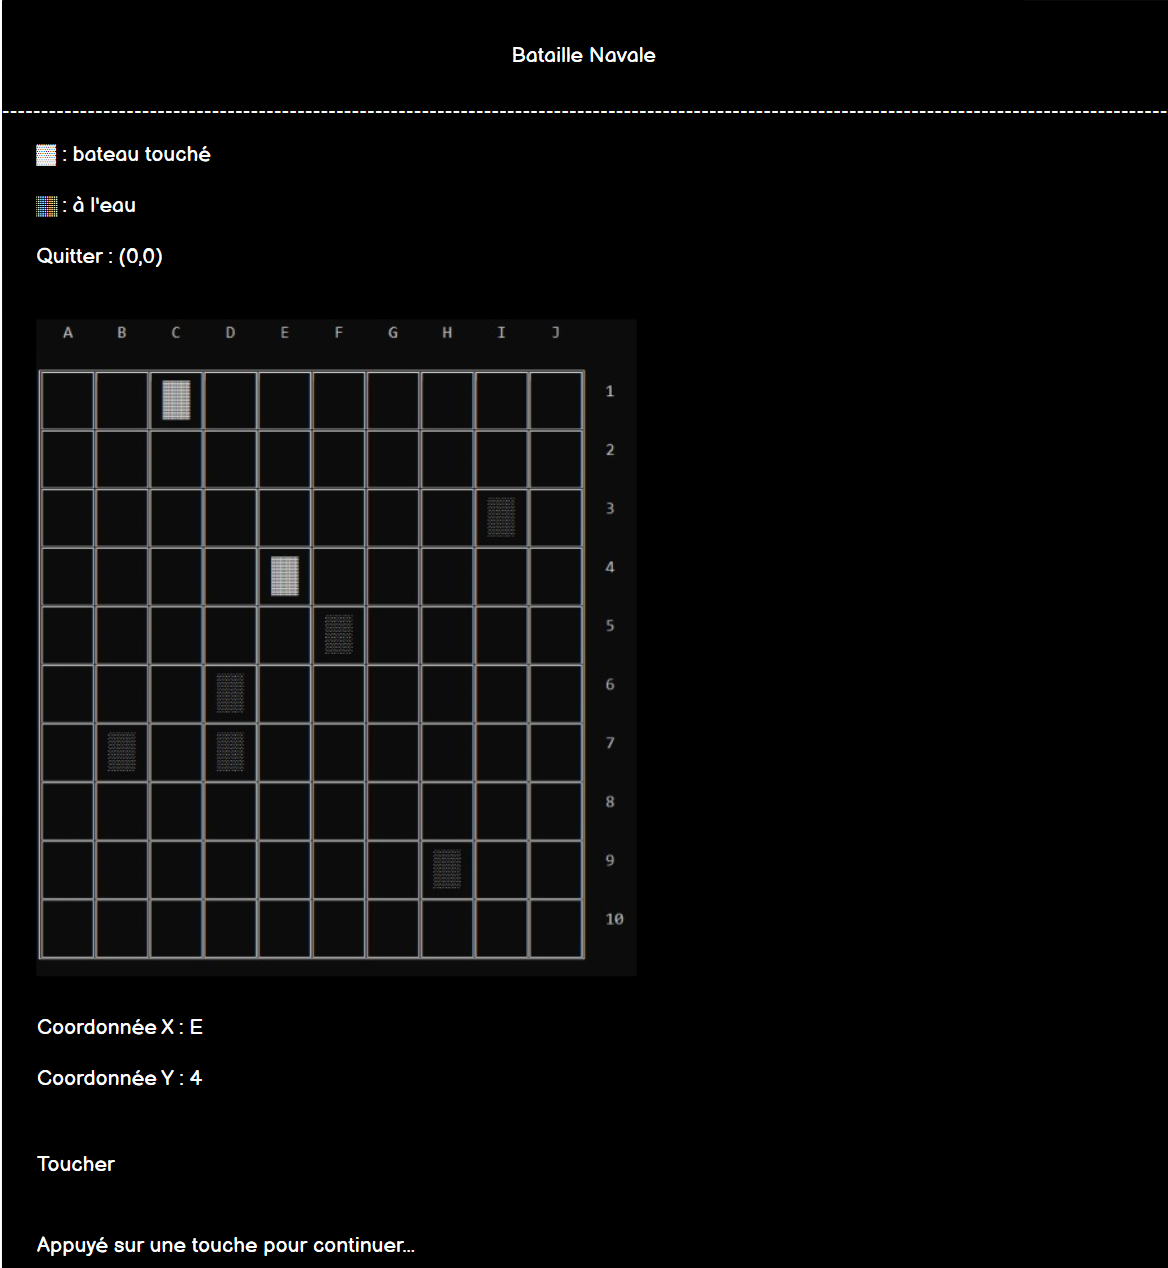 Bataille Navale
▓ : bateau touché
▒ : à l'eau
Quitter : (0,0)
A B C D E F G H I J
1
2
3
4
5
6
7
8
9
10
Coordonnée X : E
Coordonnée Y : 4
Toucher
Appuyé sur une touche pour continuer...